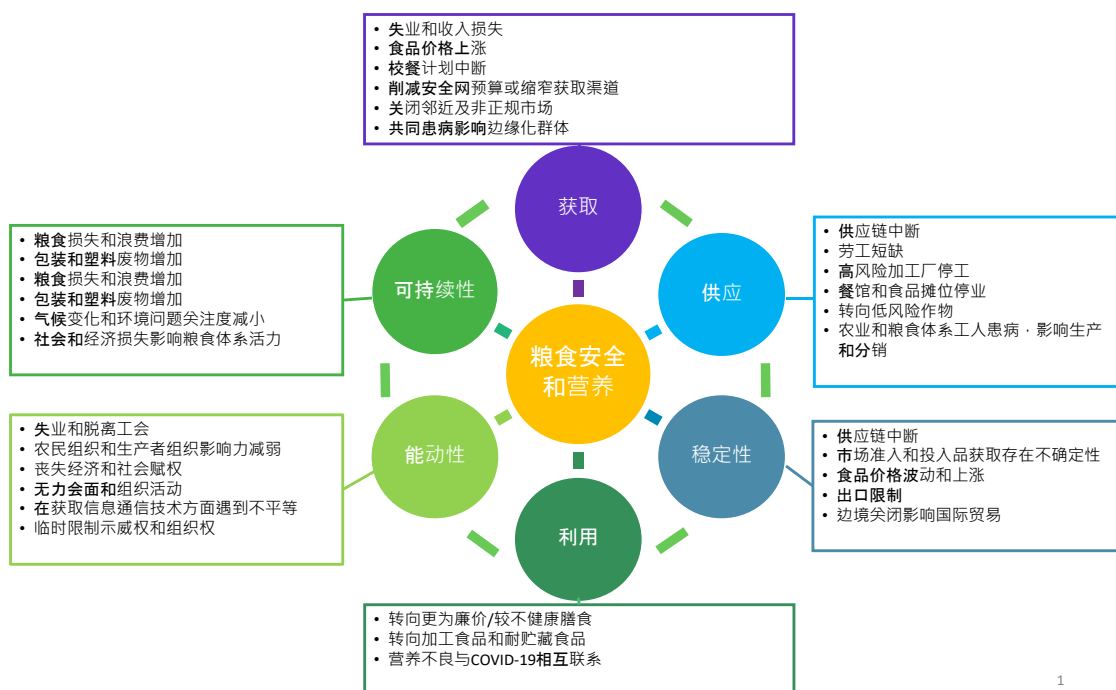 • 失业和收入损失
• 食品价格上涨
• 校餐计划中断
• 削减安全网预算或缩窄获取渠道
• 关闭邻近及非正规市场
• 共同患病影响边缘化群体
获取
• 粮食损失和浪费增加
• 包装和塑料废物增加
• 粮食损失和浪费增加
• 包装和塑料废物增加
• 气候变化和环境问题关注度减小
• 社会和经济损失影响粮食体系活力
可持续性
供应
• 供应链中断
• 劳工短缺
• 高风险加工厂停工
• 餐馆和食品摊位停业
• 转向低风险作物
• 农业和粮食体系工人患病，影响生产
和分销
粮食安全
和营养
• 失业和脱离工会
• 农民组织和生产者组织影响力减弱
• 丧失经济和社会赋权
• 无力会面和组织活动
• 在获取信息通信技术方面遇到不平等
• 临时限制示威权和组织权
能动性
稳定性
• 供应链中断
• 市场准入和投入品获取存在不确定性
• 食品价格波动和上涨
• 出口限制
• 边境关闭影响国际贸易
利用
• 转向更为廉价/较不健康膳食
• 转向加工食品和耐贮藏食品
• 营养不良与COVID-19相互联系
1